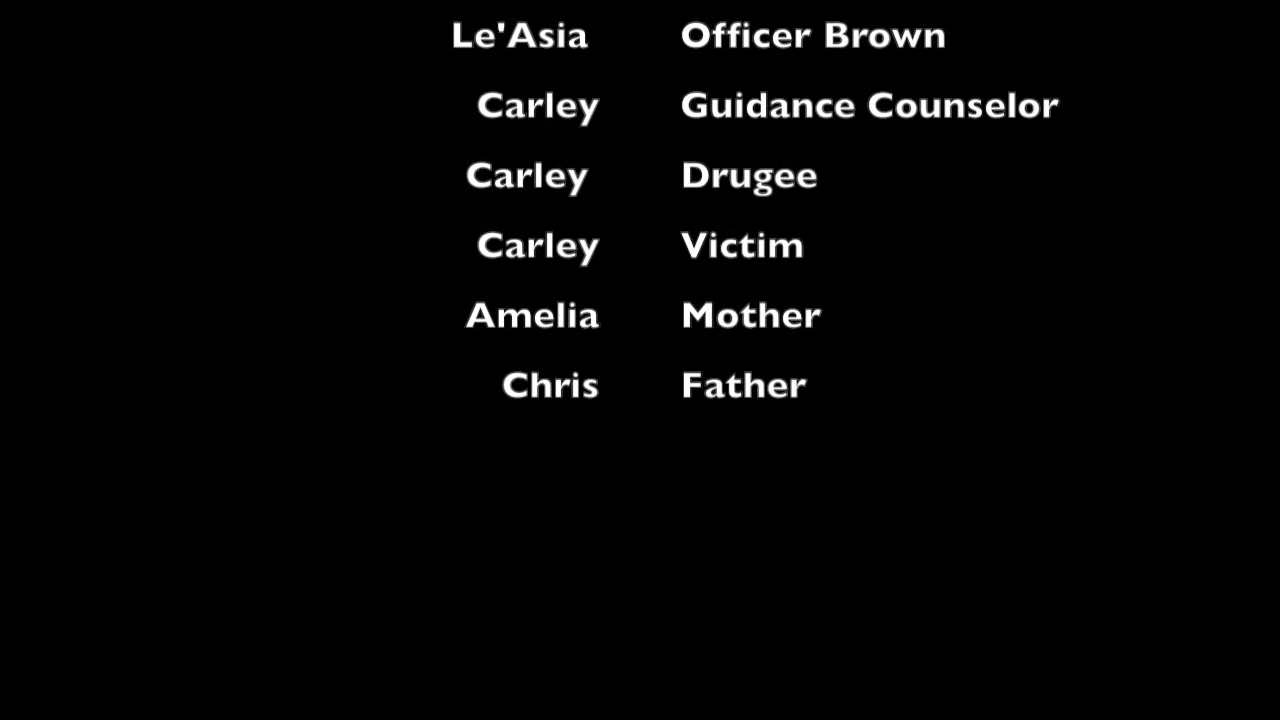 Le'Asia Officer Brown
Carley Guidance Counselor
Carley Drugee
Carley Victim
Amelia Mother
Chris Father